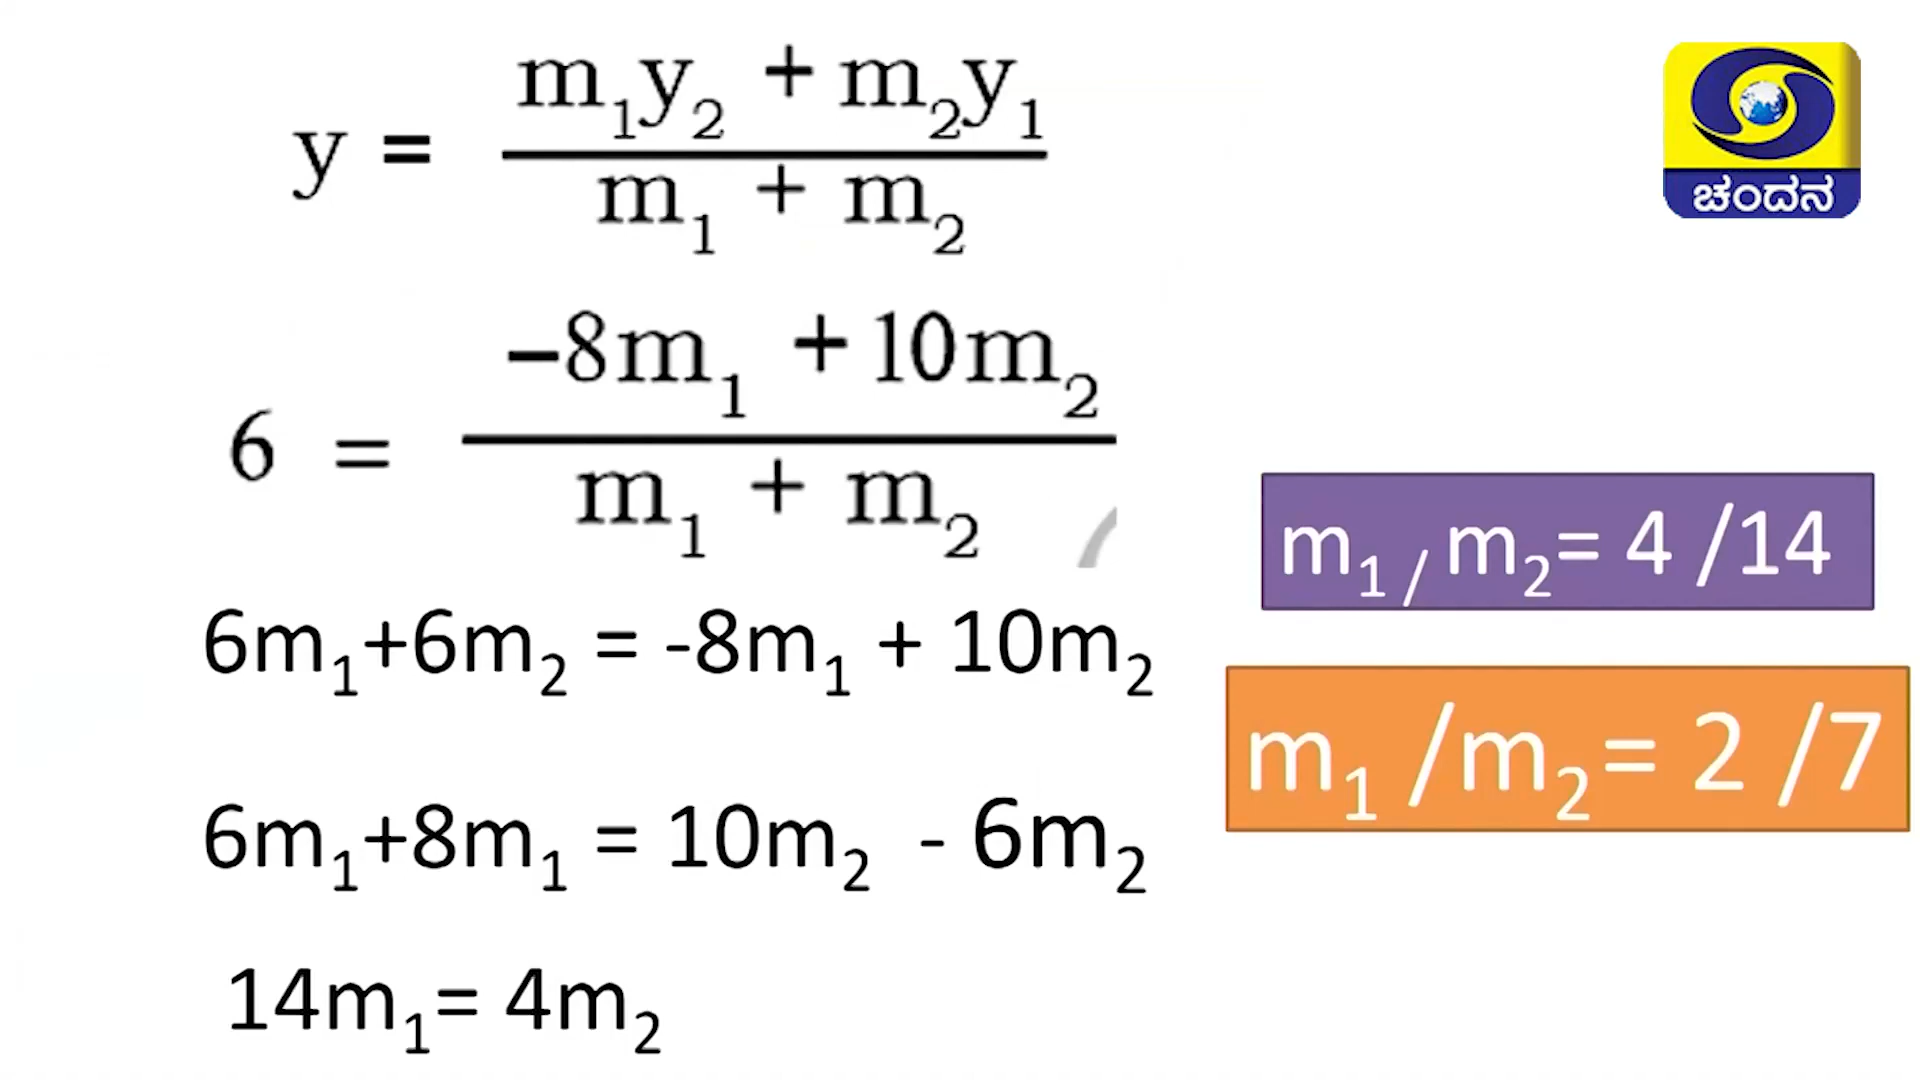 y = m₁y₂ + m₂y₁ / m₁ + m₂
ಚಂದನ
6 = –8m₁ + 10m₂ / m₁ + m₂
m₁ / m₂= 4 /14
6m₁+6m₂ = -8m₁ + 10m₂
m₁ /m₂= 2 /7
6m₁+8m₁ = 10m₂ - 6m₂
14m₁= 4m₂